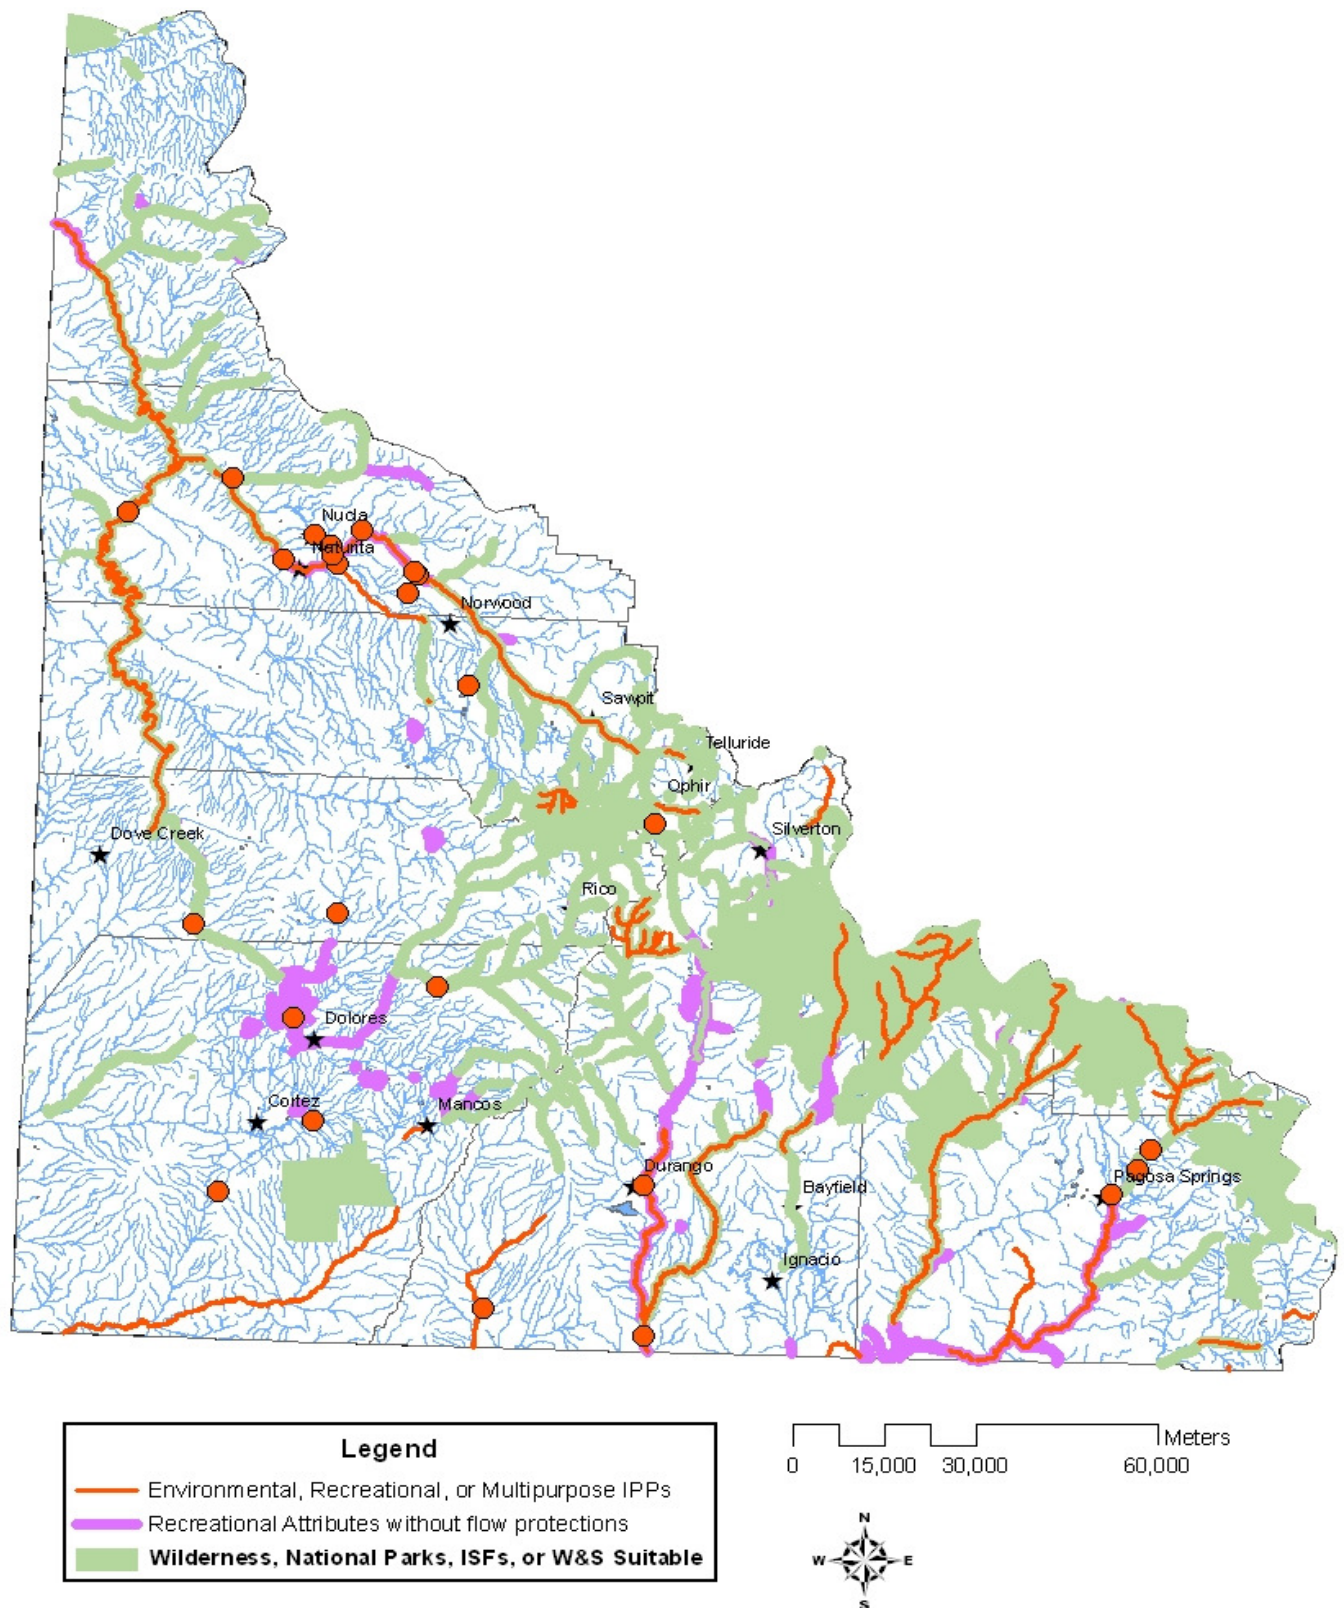 Nucla
Naturita
Norwood
Sawpit
Telluride
Ophir
Dove Creek
Silverton
Rico
Dolores
Cortez
Mancos
Durango
Pagosa Springs
Bayfield
Ignacio
Legend
Environmental, Recreational, or Multipurpose IPPs
Recreational Attributes without flow protections
Wilderness, National Parks, ISFs, or W&S Suitable
Meters
0 15,000 30,000 60,000
N
W E
S